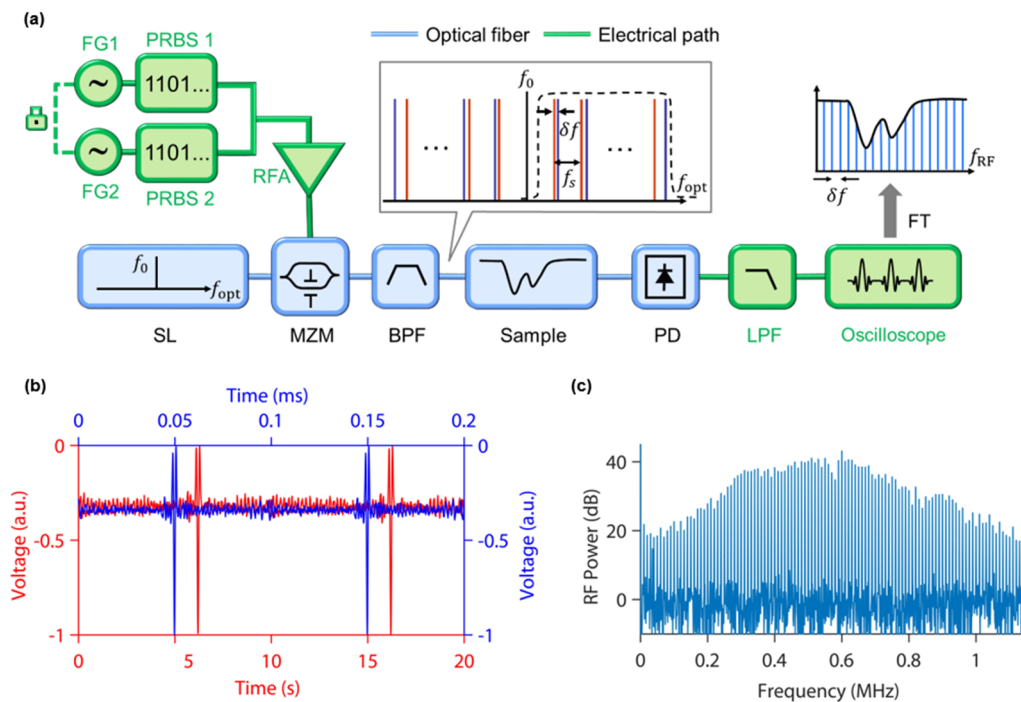 (a)
FG1
PRBS 1
~
1101...
FG2
~
1101...
PRBS 2
RFA
Optical fiber
Electrical path
f₀
δf
...
fₛ
...
f_opt
f_RF
δf
FT
f₀
f_opt
SL
MZM
BPF
Sample
PD
LPF
Oscilloscope
(b)
Time (ms)
0 0.05 0.1 0.15 0.2
Voltage (a.u.)
0
-0.5
-1
0
-0.5
-1
Voltage (a.u.)
0 5 10 15 20
Time (s)
(c)
RF Power (dB)
40
20
0
0 0.2 0.4 0.6 0.8 1
Frequency (MHz)